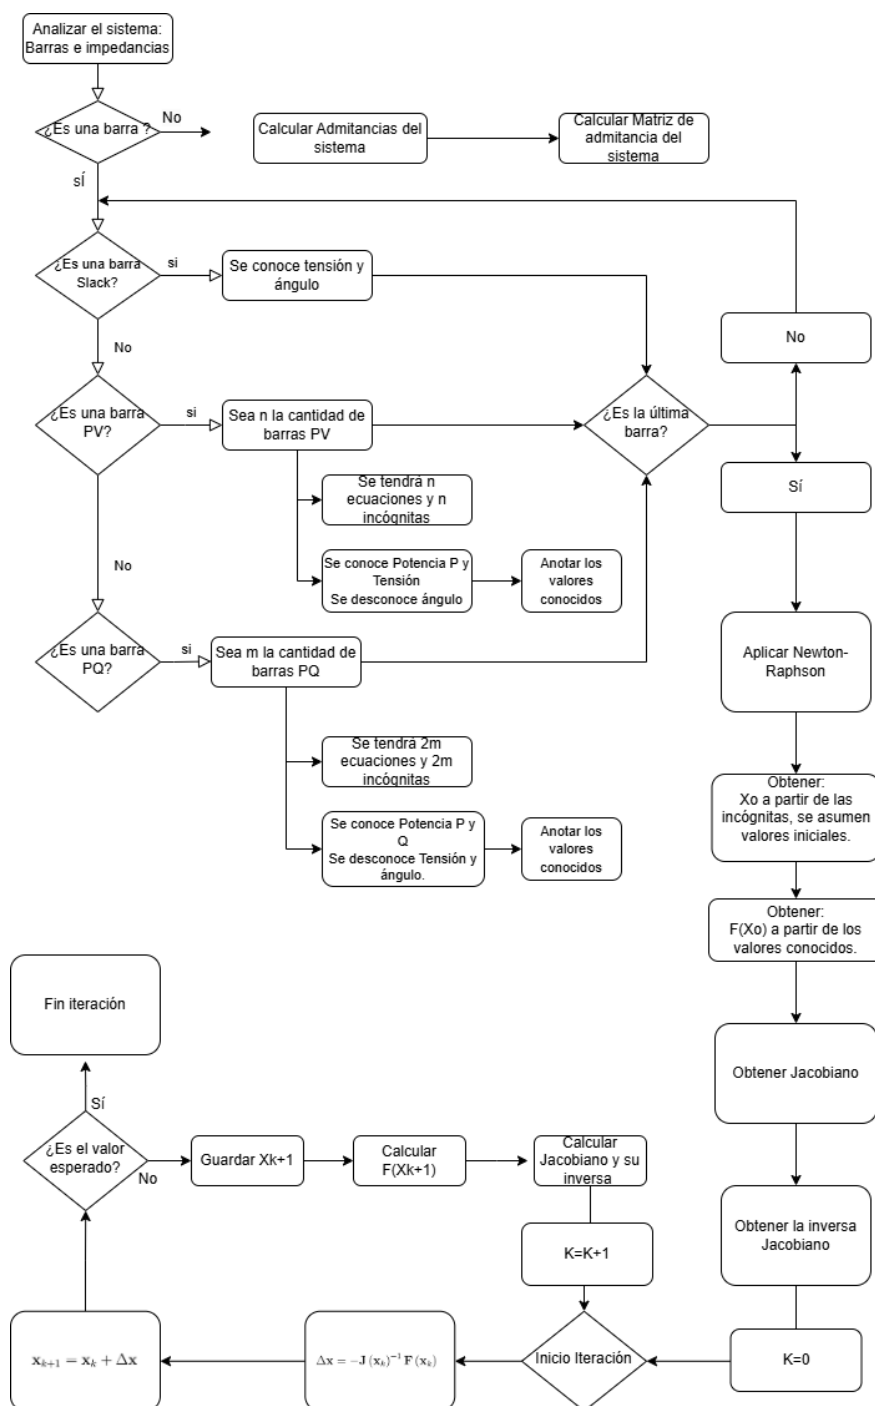 Analizar el sistema:
Barras e impedancias
¿Es una barra ?
No
Calcular Admitancias del
sistema
Calcular Matriz de
admitancia del
sistema
sÍ
¿Es una barra
Slack?
si
Se conoce tensión y
ángulo
No
No
¿Es una barra
PV?
si
Sea n la cantidad de
barras PV
¿Es la última
barra?
Se tendrá n
ecuaciones y n
incógnitas
Sí
No
Se conoce Potencia P y
Tensión
Se desconoce ángulo
Anotar los
valores
conocidos
¿Es una barra
PQ?
si
Sea m la cantidad de
barras PQ
Aplicar Newton-
Raphson
Se tendrá 2m
ecuaciones y 2m
incógnitas
Obtener:
Xo a partir de las
incógnitas, se asumen
valores iniciales.
Se conoce Potencia P y
Q
Se desconoce Tensión y
ángulo.
Anotar los
valores
conocidos
Obtener:
F(Xo) a partir de los
valores conocidos.
Fin iteración
Obtener Jacobiano
Sí
¿Es el valor
esperado?
No
Guardar Xk+1
Calcular
F(Xk+1)
Calcular
Jacobiano y su
inversa
Obtener la inversa
Jacobiano
K=K+1
x_{k+1} = x_k + Δx
Δx = −J (x_k)^{−1} F (x_k)
Inicio Iteración
K=0